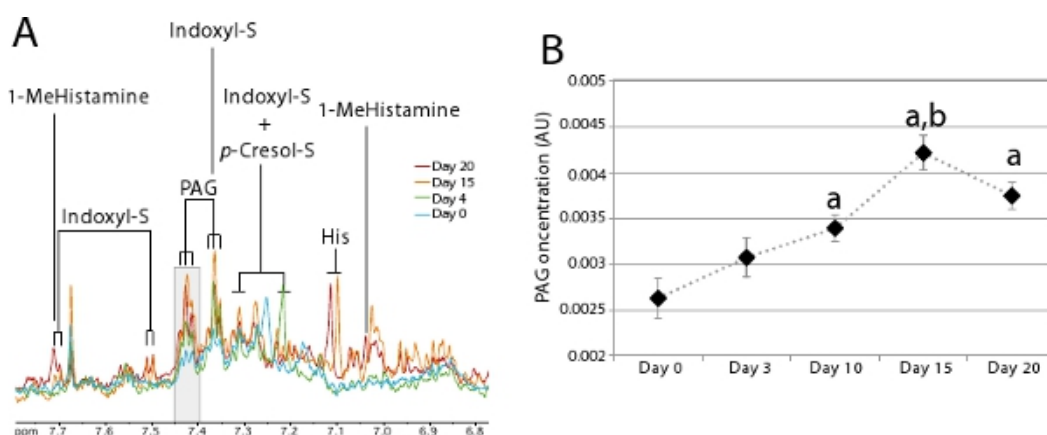 A
Indoxyl-S
1-MeHistamine
Indoxyl-S
+
p-Cresol-S
1-MeHistamine
Day 20
Day 15
Day 4
Day 0
PAG
Indoxyl-S
His
ppm 7.7 7.6 7.5 7.4 7.3 7.2 7.1 7.0 6.9 6.8
B
PAG oncentration (AU)
0.005
0.0045
0.004
0.0035
0.003
0.0025
0.002
a
a,b
a
Day 0 Day 3 Day 10 Day 15 Day 20